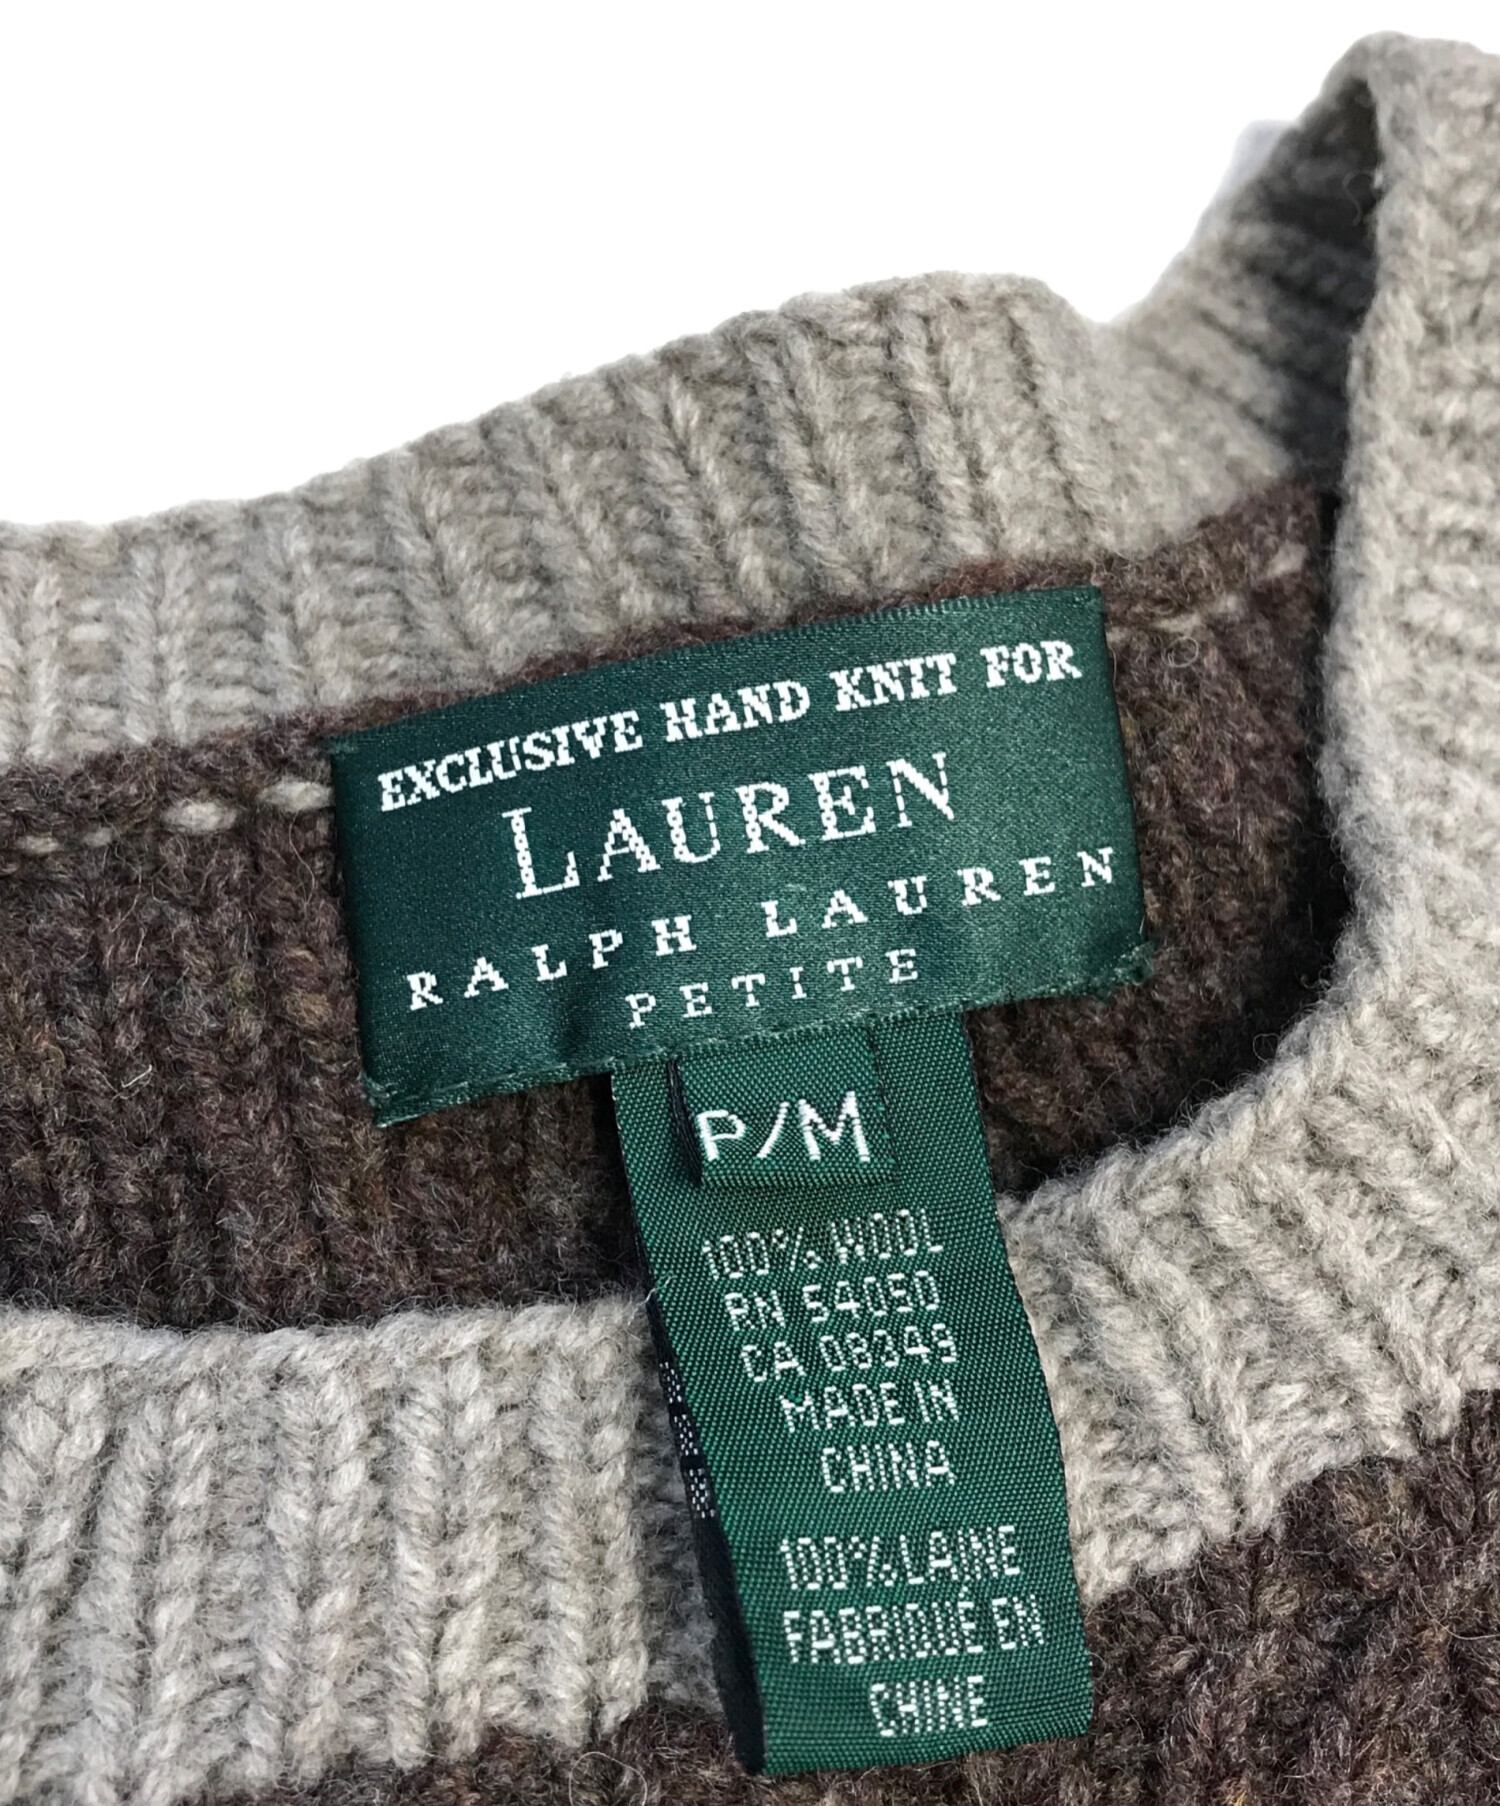 EXCLUSIVE HAND KNIT FOR
LAUREN
RALPH LAUREN
PETITE
P/M
100% WOOL
RN 54050
CA 08349
MADE IN
CHINA
100% LAINE
FABRIQUÉ EN
CHINE